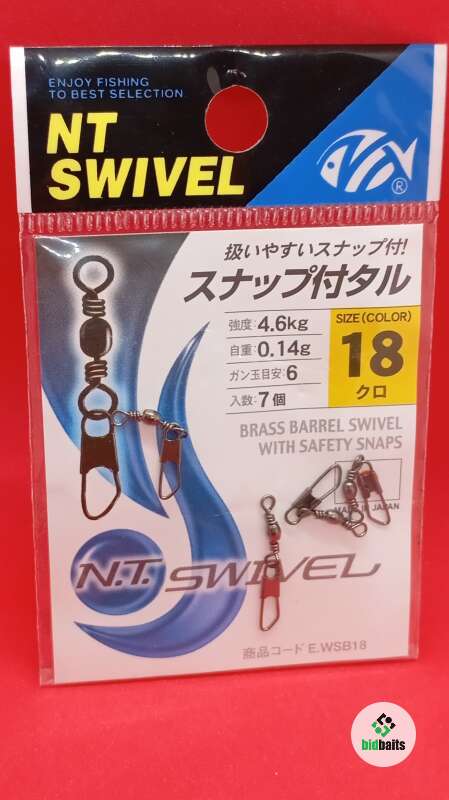 ENJOY FISHING
TO BEST SELECTION
NT
SWIVEL
®
扱いやすいスナップ付!
スナップ付タル
強度:4.6kg
自重:0.14g
ガン玉目安:6
入数:7個
SIZE(COLOR)
18
クロ
BRASS BARREL SWIVEL
WITH SAFETY SNAPS
MADE IN JAPAN
N.T. SWIVEL
商品コード E.WSB18
bidbaits